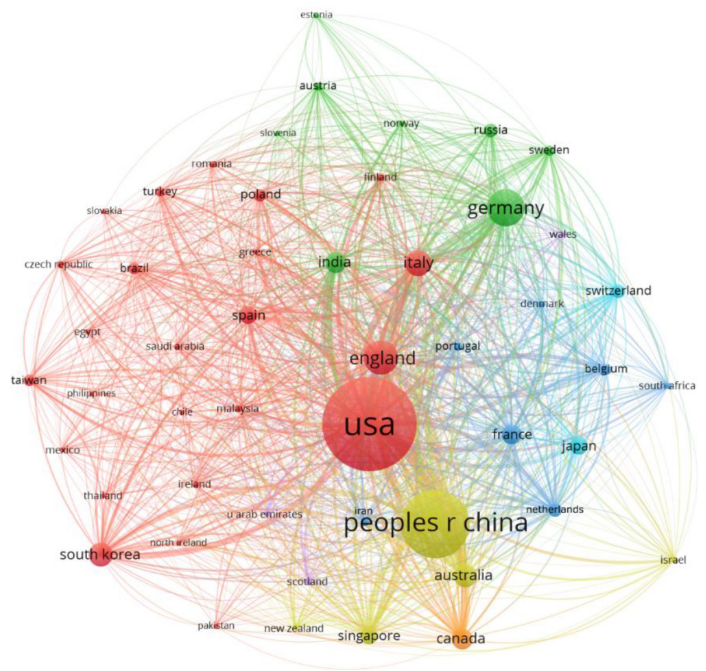 estonia
austria
norway
russia
slovenia
sweden
romania
finland
turkey
poland
slovakia
germany
wales
greece
india
italy
czech republic
brazil
switzerland
denmark
spain
egypt
saudi arabia
portugal
england
belgium
taiwan
south africa
philippines
chile
malaysia
usa
france
japan
mexico
ireland
thailand
u arab emirates
iran
netherlands
peoples r china
north ireland
south korea
israel
scotland
australia
pakistan
new zealand
singapore
canada